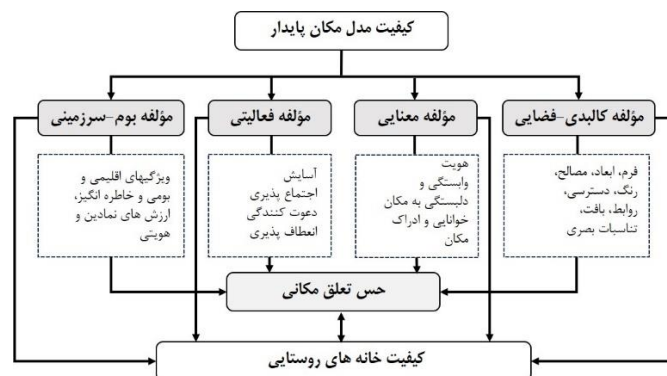 کیفیت مدل مکان پایدار
مؤلفه کالبدی-فضایی
مؤلفه معنایی
مؤلفه فعالیتی
مؤلفه بوم-سرزمینی
فرم، ابعاد، مصالح،
رنگ، دسترسی،
روابط، بافت،
تناسبات بصری
هویت
وابستگی و
دلبستگی به مکان
خوانایی و ادراک
مکان
آسایش
اجتماع پذیری
دعوت کنندگی
انعطاف پذیری
ویژگیهای اقلیمی و
بومی و خاطره انگیز،
ارزش های نمادین و
هویتی
حس تعلق مکانی
کیفیت خانه های روستایی